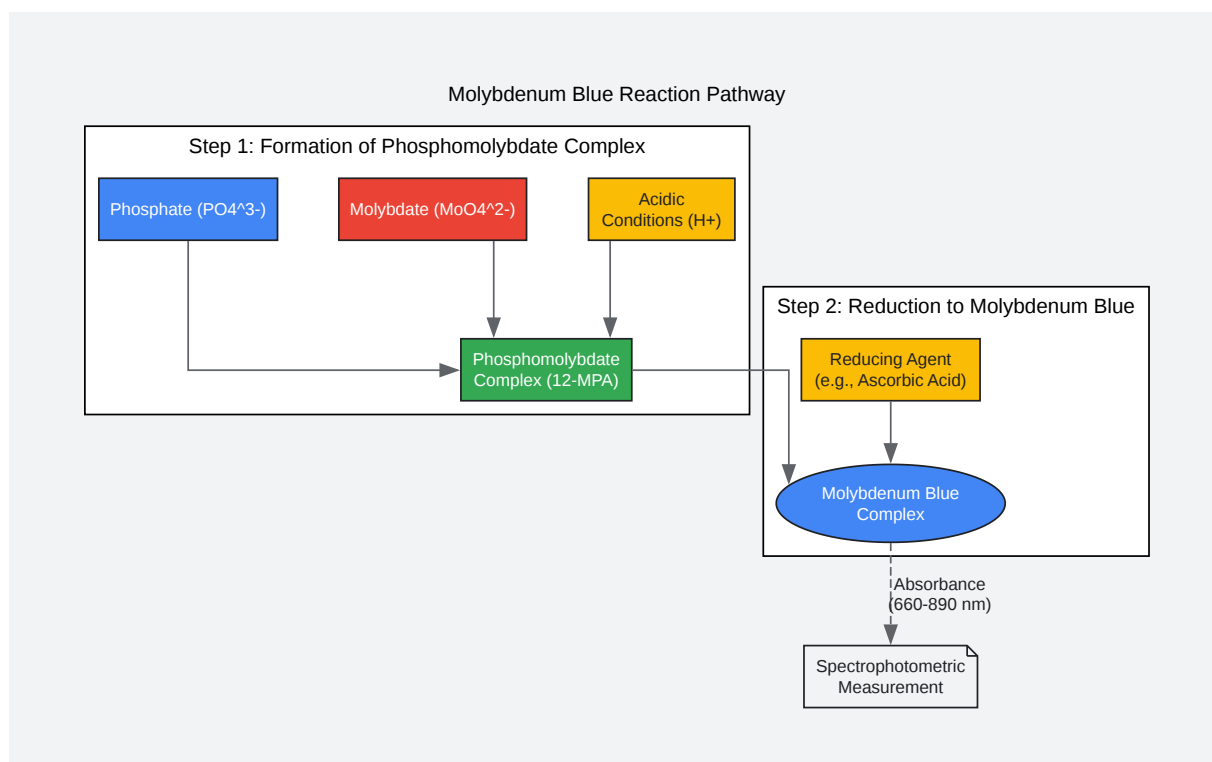 Molybdenum Blue Reaction Pathway
Step 1: Formation of Phosphomolybdate Complex
Phosphate (PO4^3-)
Molybdate (MoO4^2-)
Acidic
Conditions (H+)
Phosphomolybdate
Complex (12-MPA)
Step 2: Reduction to Molybdenum Blue
Reducing Agent
(e.g., Ascorbic Acid)
Molybdenum Blue
Complex
Absorbance
(660-890 nm)
Spectrophotometric
Measurement